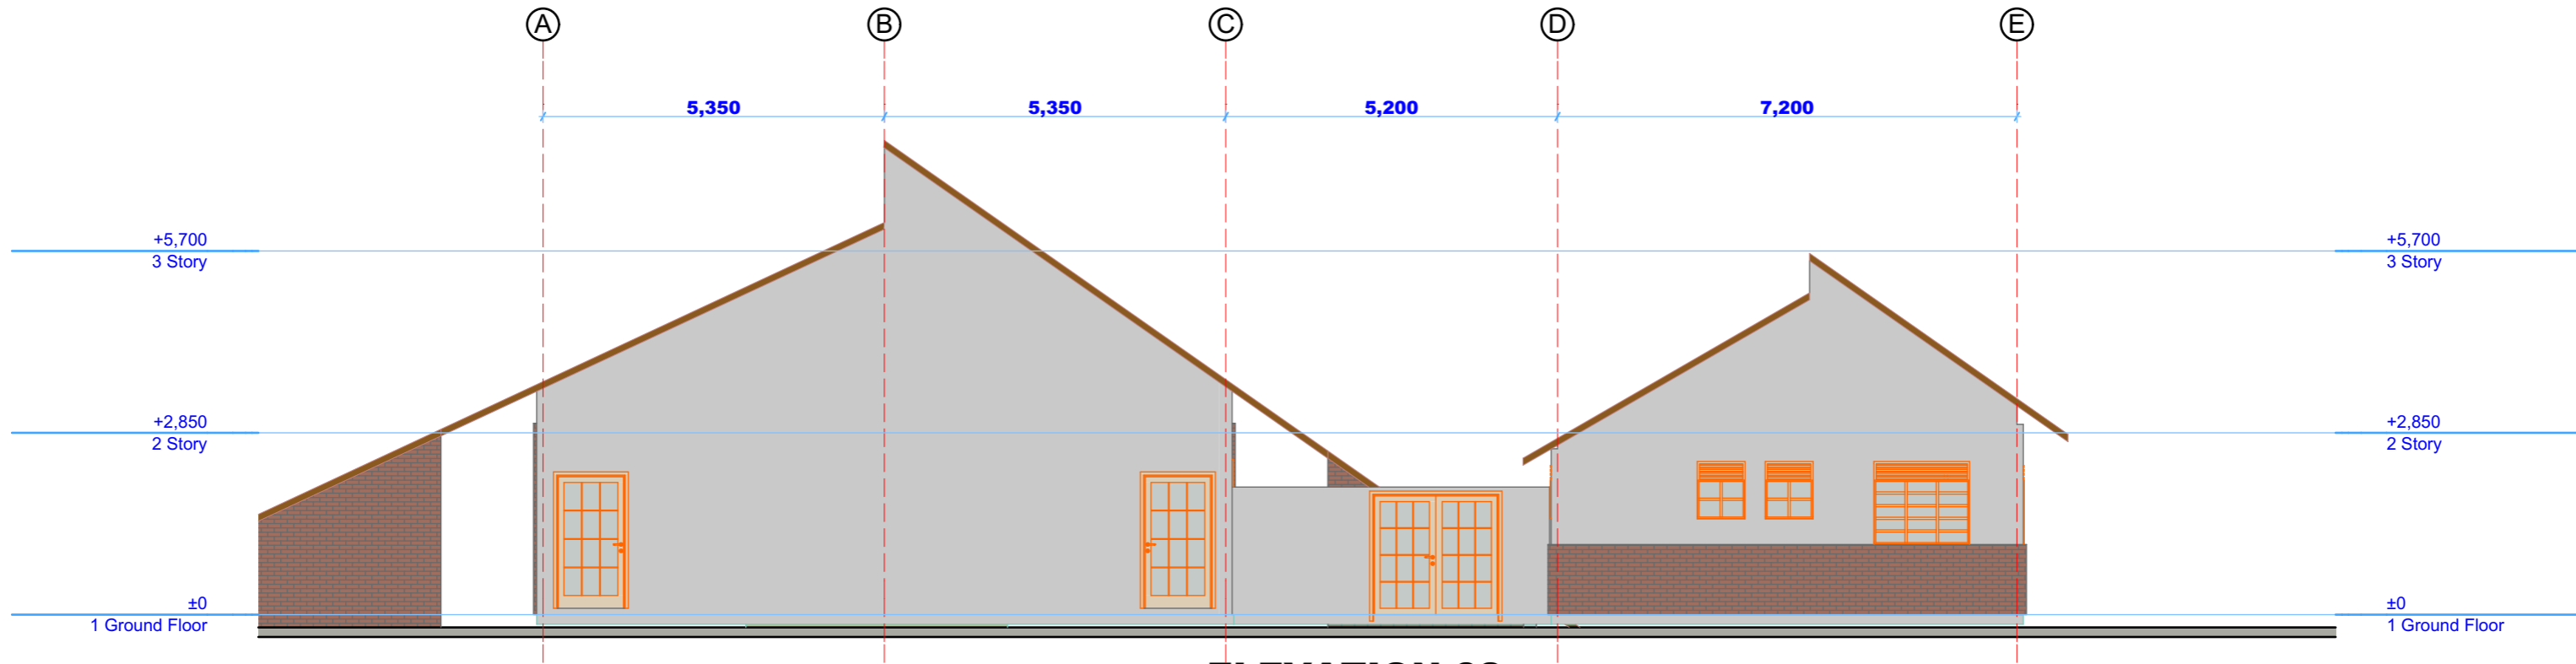 A B C D E
5,350 5,350 5,200 7,200
+5,700 +5,700
3 Story 3 Story
+2,850 +2,850
2 Story 2 Story
±0 ±0
1 Ground Floor 1 Ground Floor